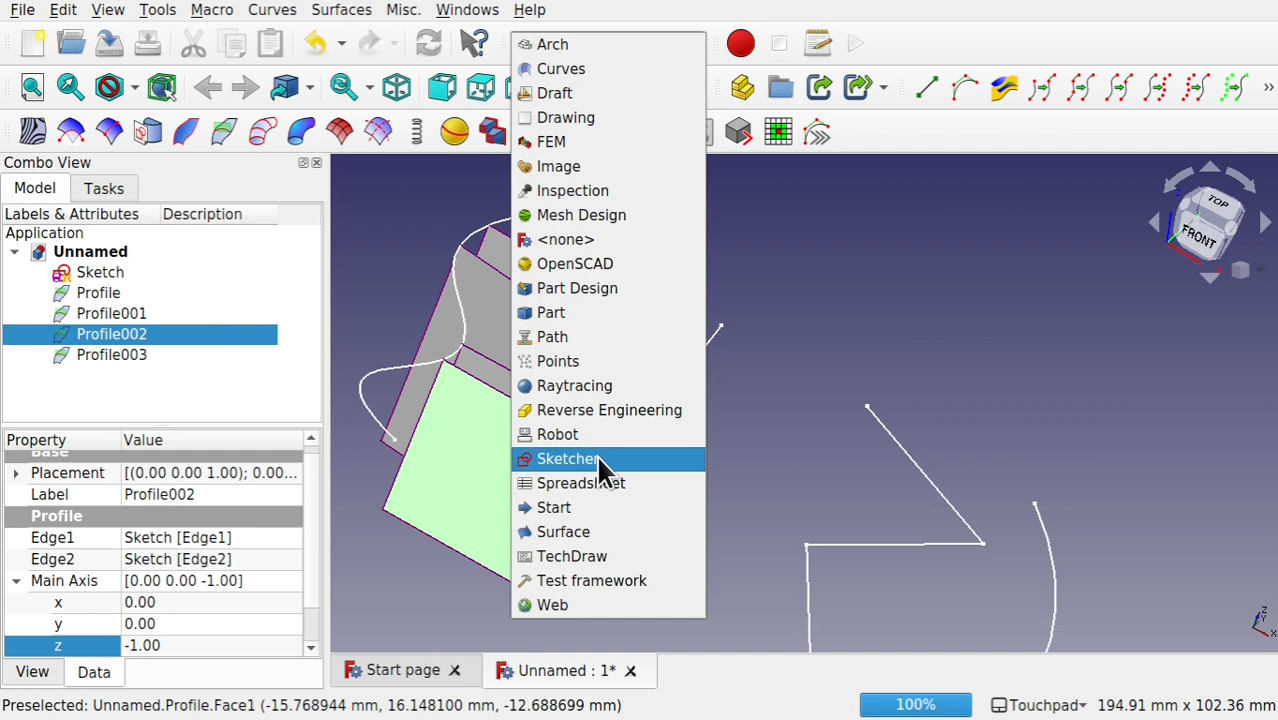 File Edit View Tools Macro Curves Surfaces Misc. Windows Help
Combo View
Model Tasks
Labels & Attributes Description
Application
Unnamed
Sketch
Profile
Profile001
Profile002
Profile003
Property Value
Base
Placement [(0.00 0.00 1.00); 0.00...
Label Profile002
Profile
Edge1 Sketch [Edge1]
Edge2 Sketch [Edge2]
Main Axis [0.00 0.00 -1.00]
x 0.00
y 0.00
z -1.00
View Data
Arch
Curves
Draft
Drawing
FEM
Image
Inspection
Mesh Design
<none>
OpenSCAD
Part Design
Part
Path
Points
Raytracing
Reverse Engineering
Robot
Sketcher
Spreadsheet
Start
Surface
TechDraw
Test framework
Web
TOP
FRONT
Z
Y
X
Start page Unnamed : 1*
Preselected: Unnamed.Profile.Face1 (-15.768944 mm, 16.148100 mm, -12.688699 mm) 100% Touchpad 194.91 mm x 102.36 mm